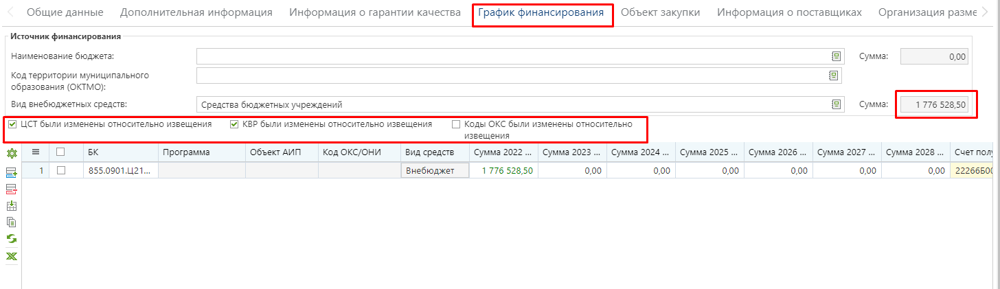 Общие данные Дополнительная информация Информация о гарантии качества График финансирования Объект закупки Информация о поставщиках Организация разме
Источник финансирования
Наименование бюджета: Сумма: 0,00
Код территории муниципального
образования (ОКТМО):
Вид внебюджетных средств: Средства бюджетных учреждений Сумма: 1 776 528,50
ЦСТ были изменены относительно извещения КВР были изменены относительно извещения Коды ОКС были изменены относительно
извещения
БК Программа Объект АИП Код ОКС/ОНИ Вид средств Сумма 2022 ... Сумма 2023 ... Сумма 2024 ... Сумма 2025 ... Сумма 2026 ... Сумма 2027 ... Сумма 2028 ... Счет полу
1 855.0901.Ц21... Внебюджет 1 776 528,50 0,00 0,00 0,00 0,00 0,00 0,00 22266Б00